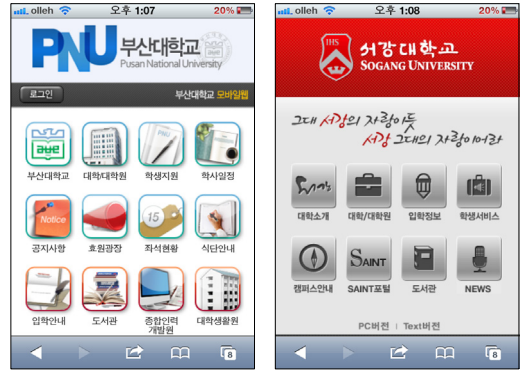 olleh 오후 1:07 20%
PNU 부산대학교
Pusan National University
로그인 부산대학교 모바일웹
부산대학교 대학/대학원 학생지원 학사일정
Notice
15
공지사항 효원광장 좌석현황 식단안내
입학안내 도서관 종합인력개발원 대학생활원
8
olleh 오후 1:08 20%
IHS
서강대학교
SOGANG UNIVERSITY
그대 서강의 자랑이듯
서강 그대의 자랑이어라
대학소개 대학/대학원 입학정보 학생서비스
SAINT
캠퍼스안내 SAINT포탈 도서관 NEWS
PC버전 | Text버전
8